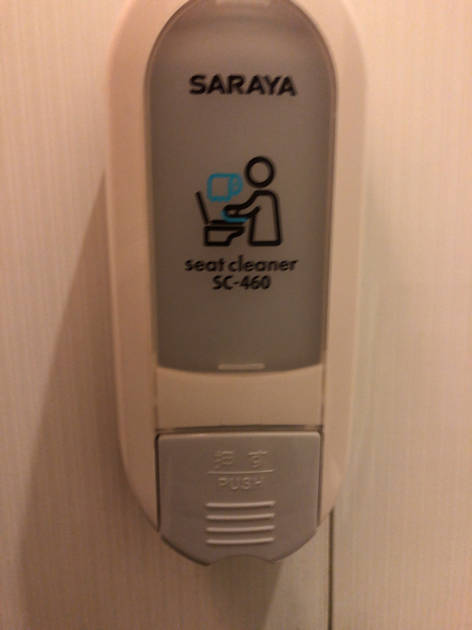 SARAYA
seat cleaner
SC-460
押す
PUSH